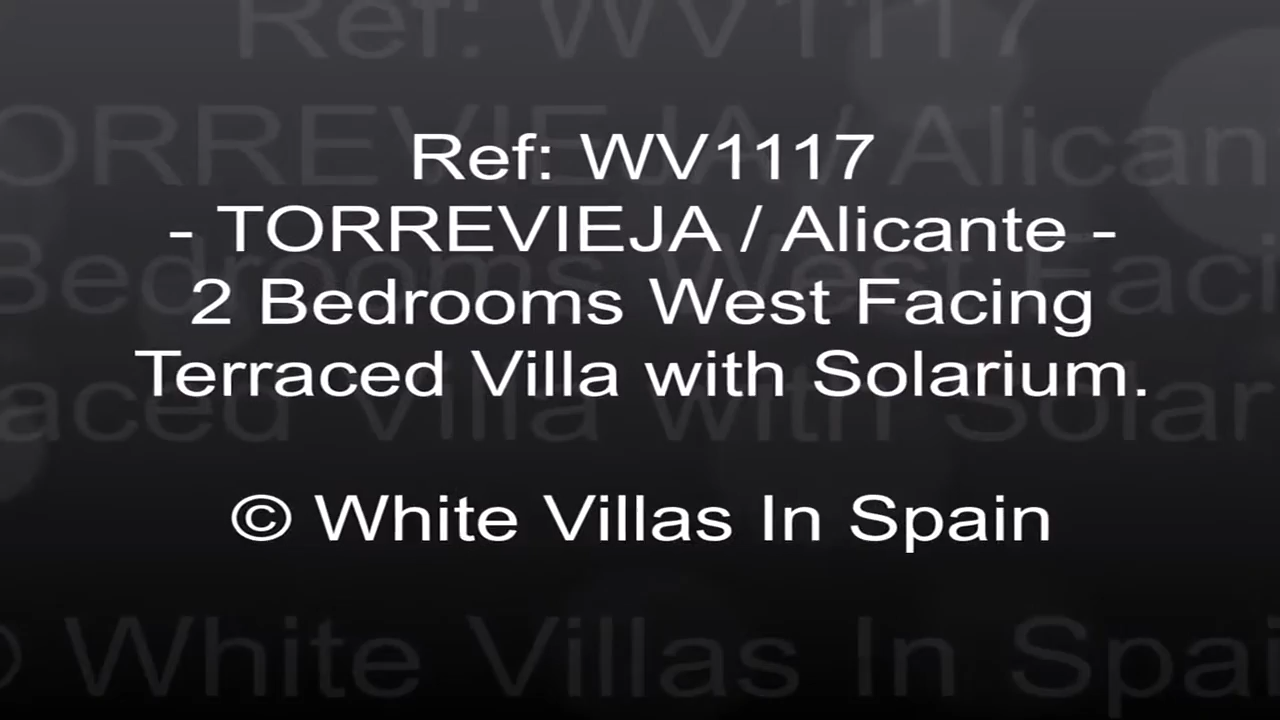 Ref: WV1117
- TORREVIEJA / Alicante -
2 Bedrooms West Facing
Terraced Villa with Solarium.
© White Villas In Spain